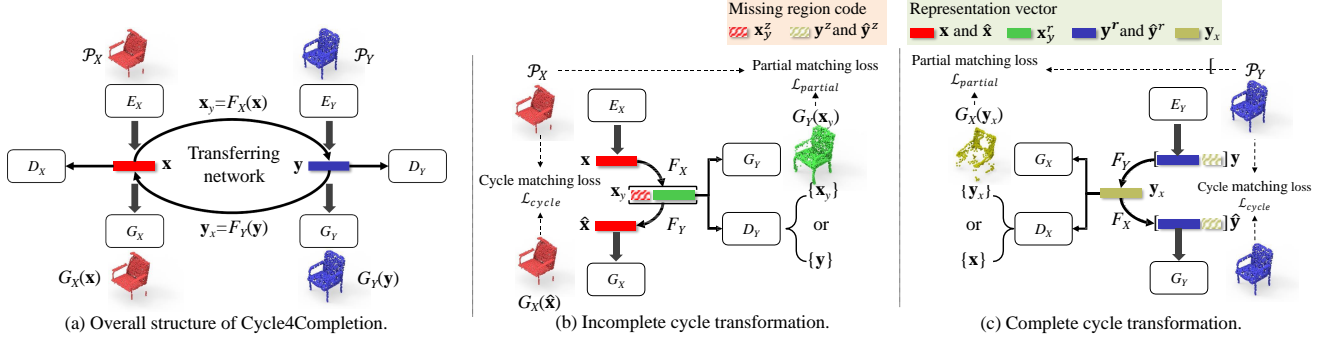 Missing region code
𝐱_y^z 𝐲^z and 𝐲̂^z
Representation vector
𝐱 and 𝐱̂ 𝐱_y^r 𝐲^r and 𝐲̂^r 𝐲_x
𝒫_X 𝒫_Y
E_X E_Y
𝐱_y=F_X(𝐱)
D_X 𝐱 Transferring 𝐲 D_Y
network
𝐲_x=F_Y(𝐲)
G_X G_Y
G_X(𝐱) G_Y(𝐲)
(a) Overall structure of Cycle4Completion.
𝒫_X Partial matching loss
ℒ_partial
E_X G_Y(𝐱_y)
𝐱 F_X G_Y
Cycle matching loss 𝐱_y [ ] {𝐱_y}
ℒ_cycle
𝐱̂ F_Y D_Y or
G_X {𝐲}
G_X(𝐱̂)
(b) Incomplete cycle transformation.
Partial matching loss [ 𝒫_Y
ℒ_partial
G_X(𝐲_x) E_Y
G_X F_Y [ ] 𝐲
{𝐲_x} 𝐲_x Cycle matching loss
ℒ_cycle
or D_X F_X [ ] 𝐲̂
{𝐱} G_Y
(c) Complete cycle transformation.